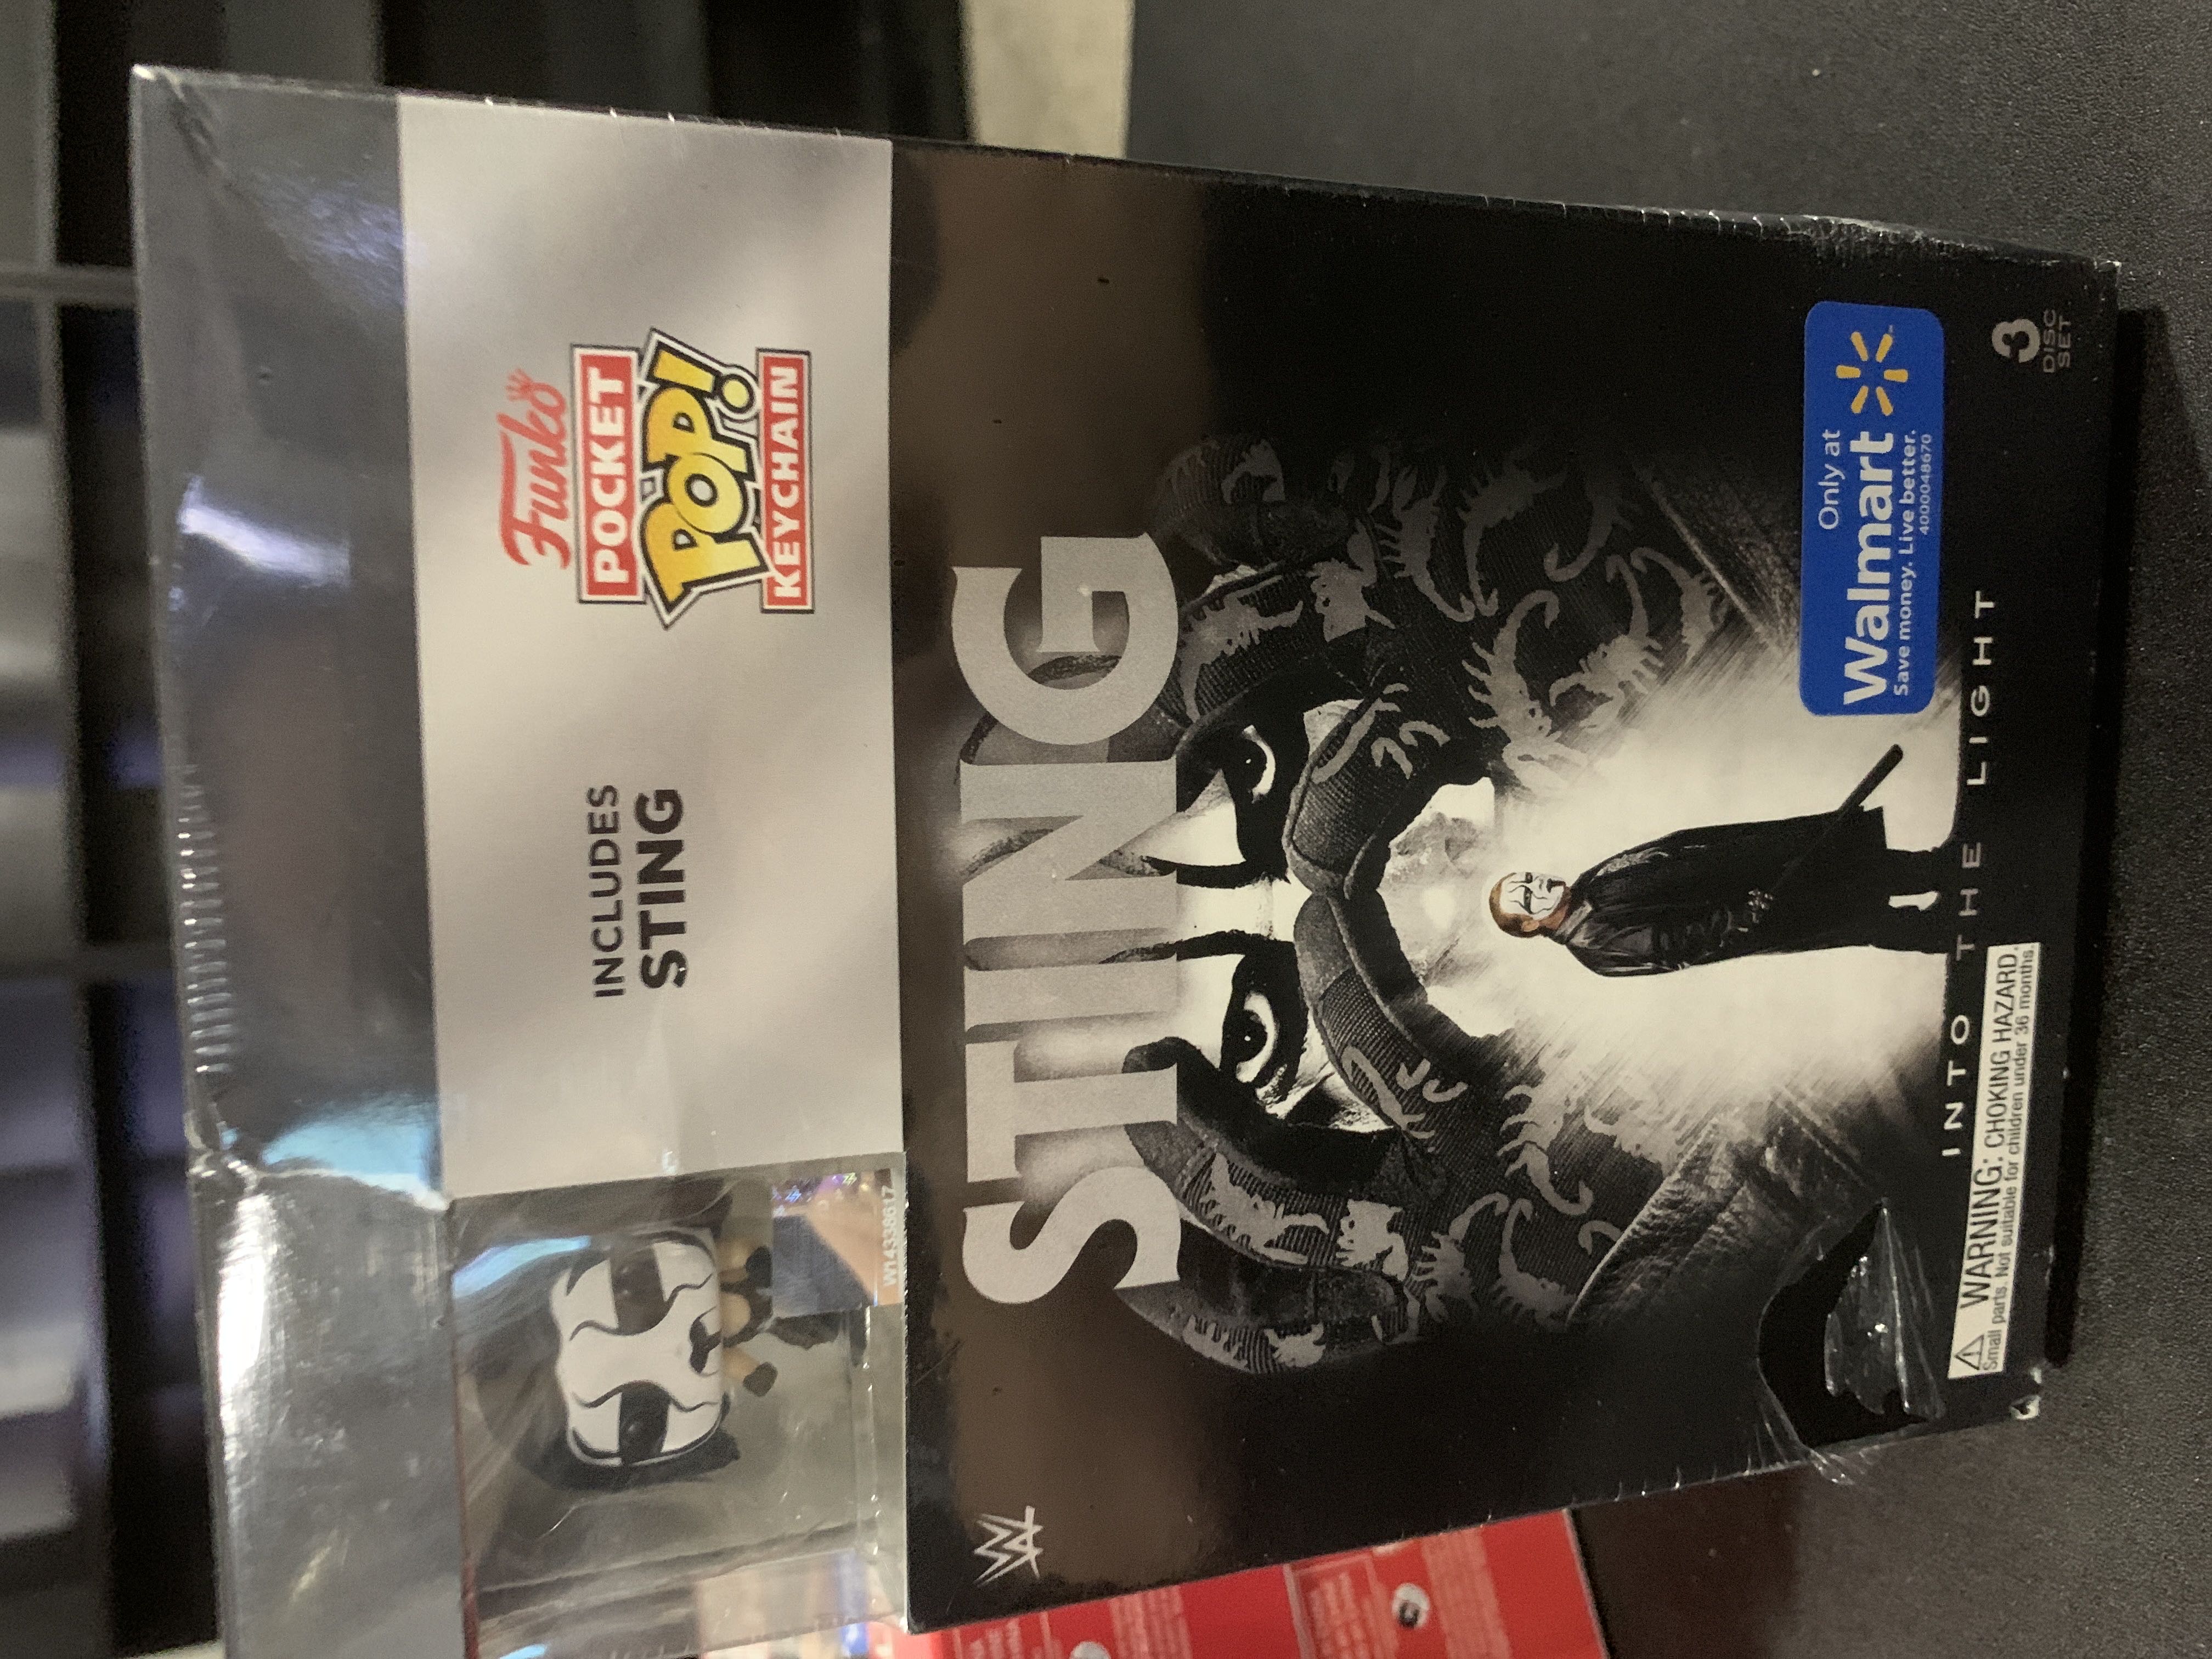 Funko
POCKET
POP!
KEYCHAIN
INCLUDES
STING
W1438617
W
STING
Only at
Walmart
Save money. Live better.
4000048670
INTO THE LIGHT
3
DISC
SET
WARNING: CHOKING HAZARD.
Small parts. Not suitable for children under 36 months.